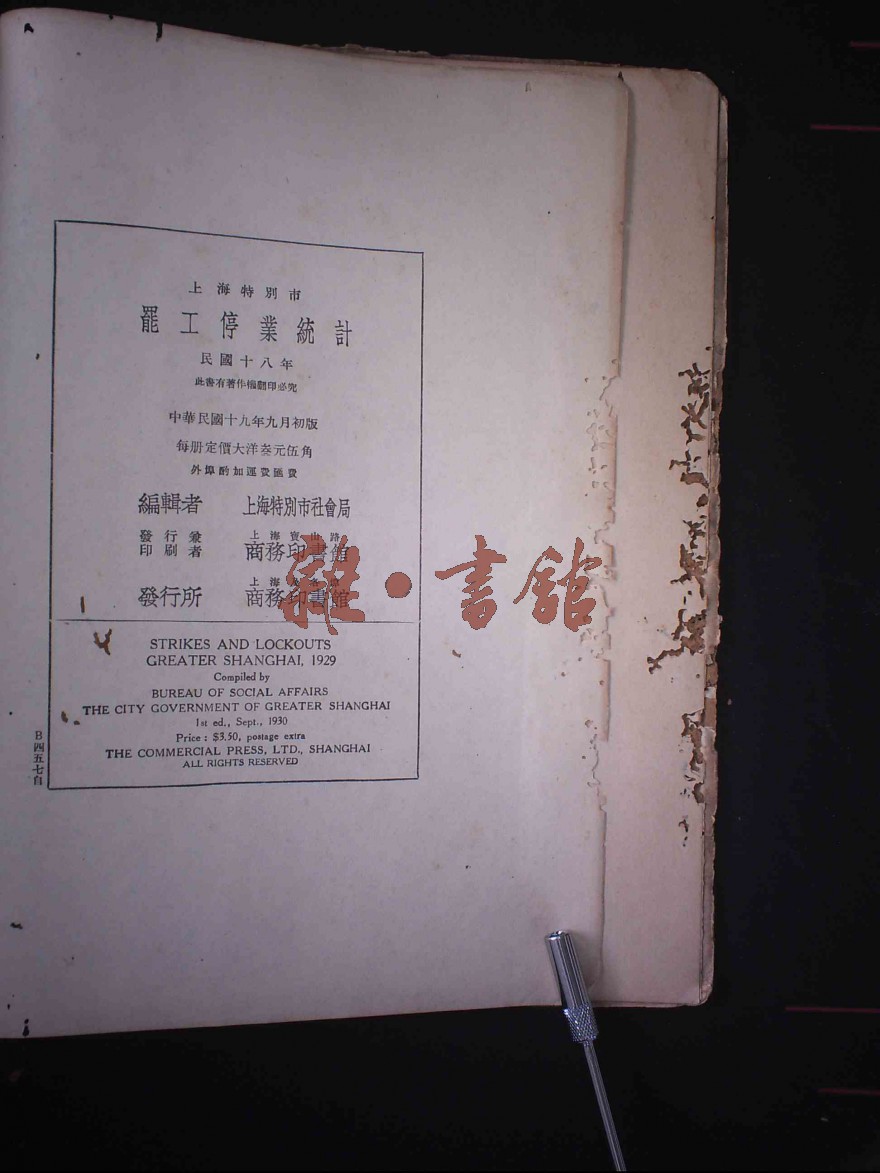 上海特別市
罷工停業統計
民國十八年
此書有著作權翻印必究
中華民國十九年九月初版
每册定價大洋叁元伍角
外埠酌加運費匯費
編輯者 上海特別市社會局
發行兼印刷者 上海寶山路 商務印書館
發行所 上海 商務印書館
雜·書館
STRIKES AND LOCKOUTS
GREATER SHANGHAI, 1929
Compiled by
BUREAU OF SOCIAL AFFAIRS
THE CITY GOVERNMENT OF GREATER SHANGHAI
1st ed., Sept., 1930
Price : $3.50, postage extra
THE COMMERCIAL PRESS, LTD., SHANGHAI
ALL RIGHTS RESERVED
B四五七自